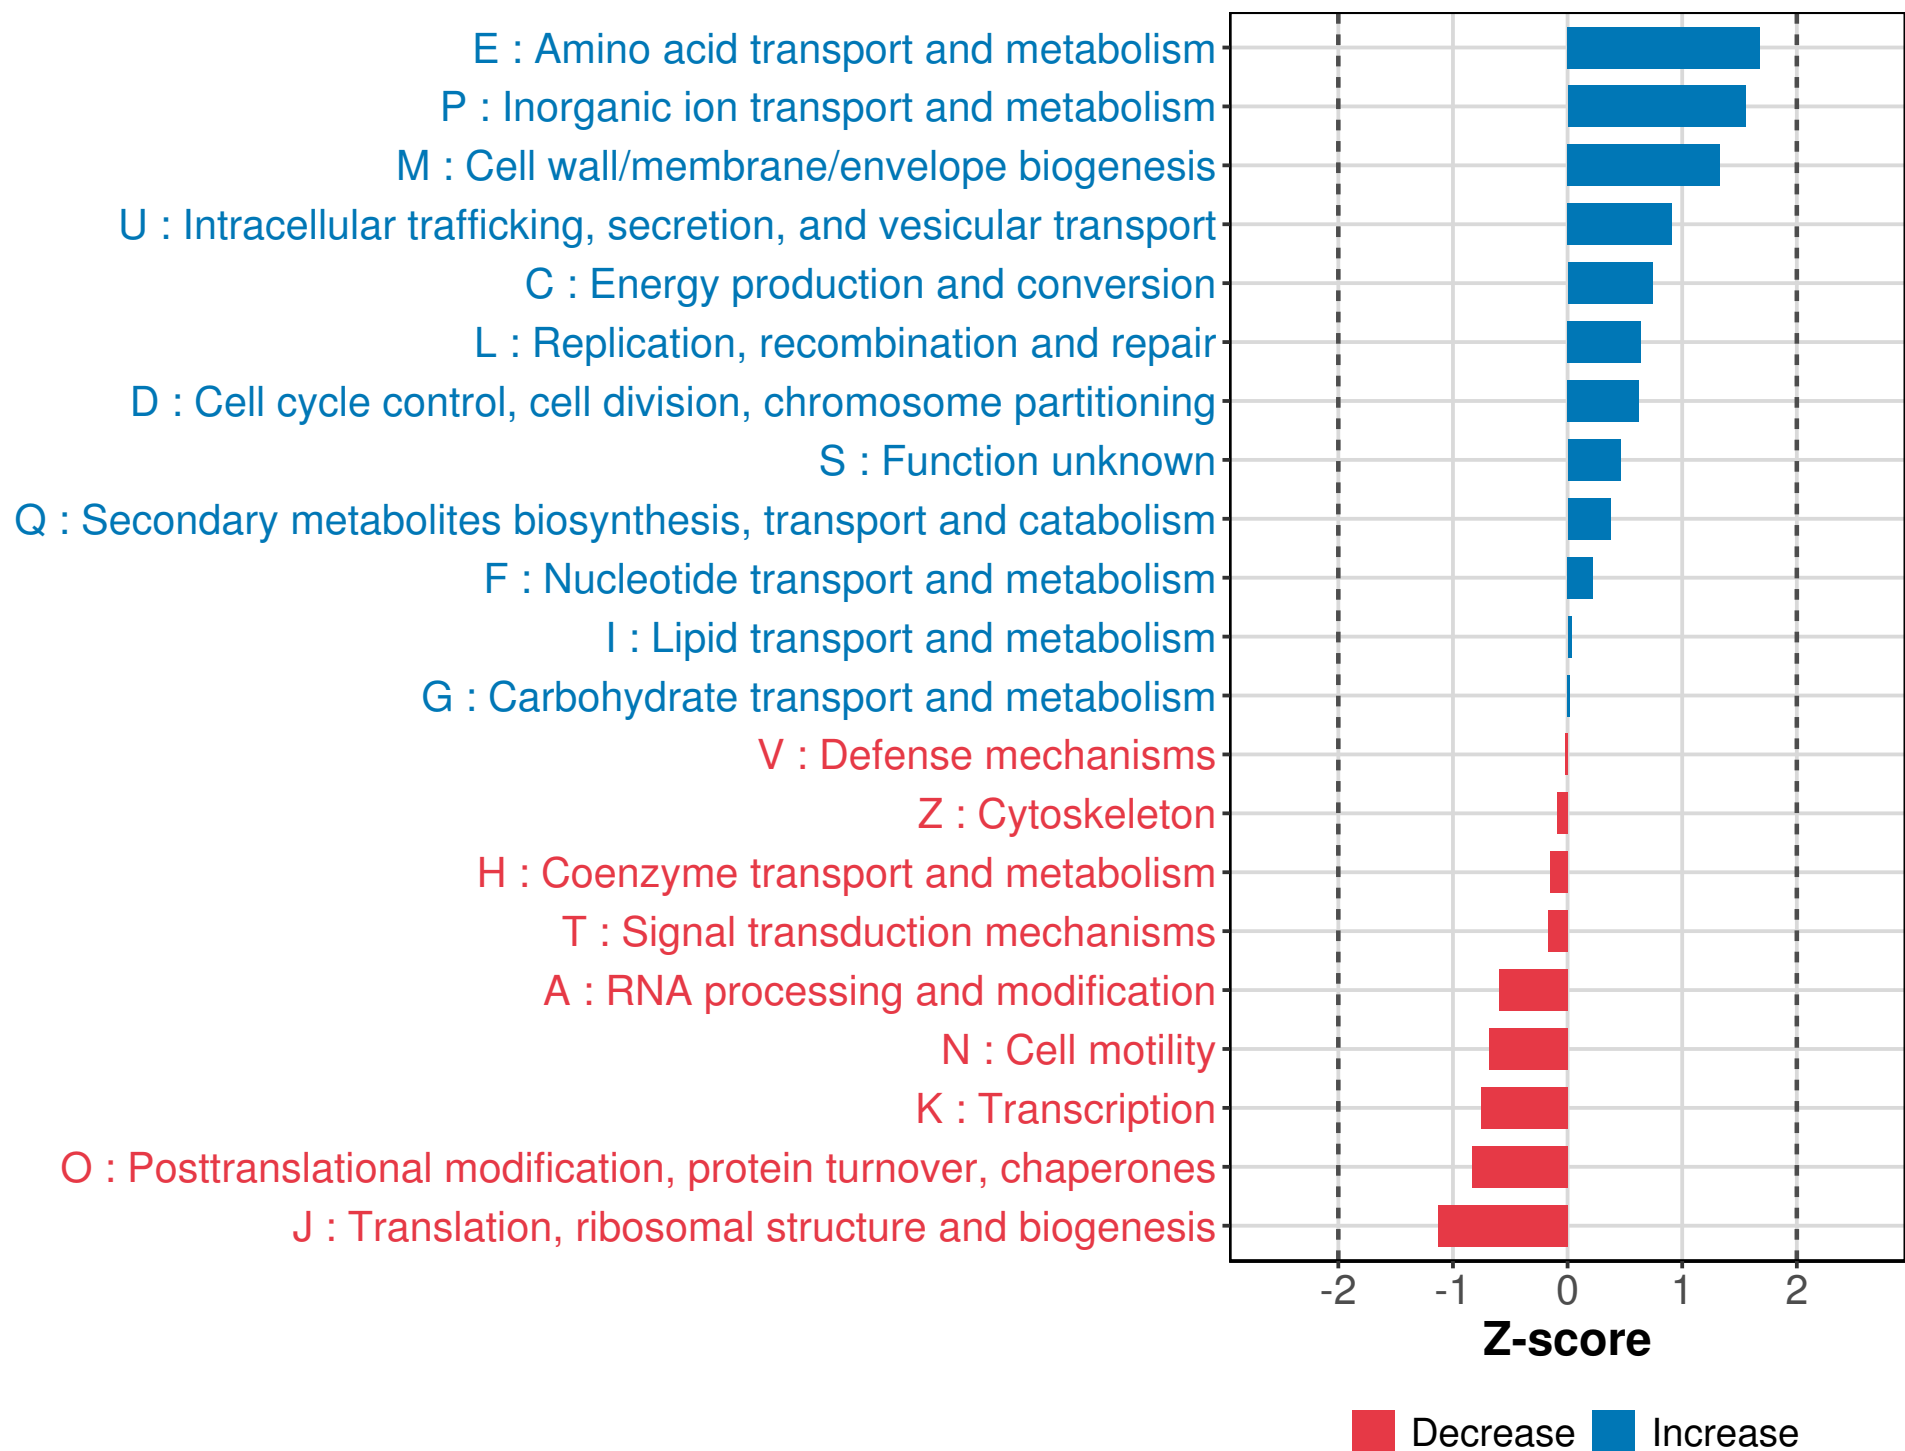 E : Amino acid transport and metabolism
P : Inorganic ion transport and metabolism
M : Cell wall/membrane/envelope biogenesis
U : Intracellular trafficking, secretion, and vesicular transport
C : Energy production and conversion
L : Replication, recombination and repair
D : Cell cycle control, cell division, chromosome partitioning
S : Function unknown
Q : Secondary metabolites biosynthesis, transport and catabolism
F : Nucleotide transport and metabolism
I : Lipid transport and metabolism
G : Carbohydrate transport and metabolism
V : Defense mechanisms
Z : Cytoskeleton
H : Coenzyme transport and metabolism
T : Signal transduction mechanisms
A : RNA processing and modification
N : Cell motility
K : Transcription
O : Posttranslational modification, protein turnover, chaperones
J : Translation, ribosomal structure and biogenesis
-2 -1 0 1 2
Z-score
Decrease Increase